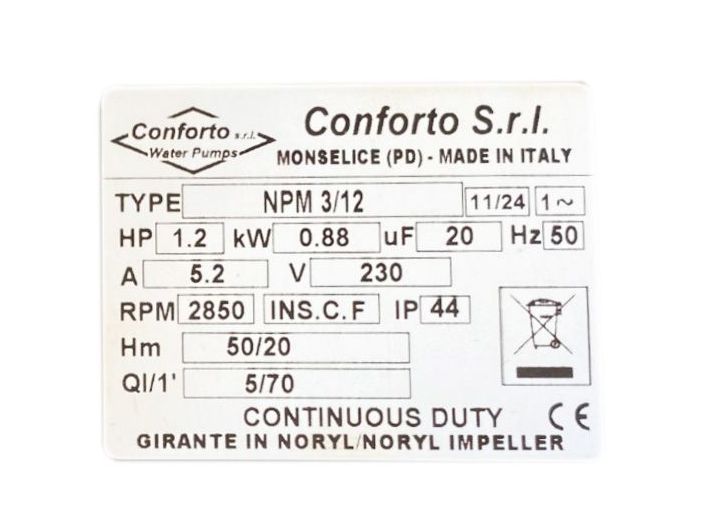 Conforto s.r.l.
Water Pumps
Conforto S.r.l.
MONSELICE (PD) - MADE IN ITALY
TYPE NPM 3/12 11/24 1~
HP 1.2 kW 0.88 uF 20 Hz 50
A 5.2 V 230
RPM 2850 INS.C.F IP 44
Hm 50/20
Ql/1' 5/70
CONTINUOUS DUTY CE
GIRANTE IN NORYL/NORYL IMPELLER